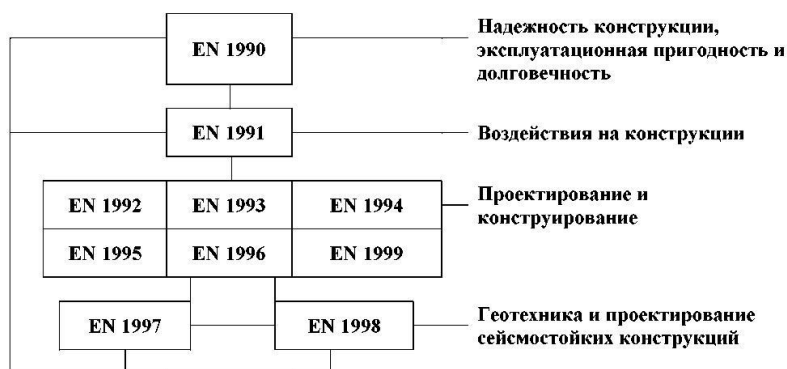 EN 1990
Надежность конструкции,
эксплуатационная пригодность и
долговечность
EN 1991
Воздействия на конструкции
EN 1992 EN 1993 EN 1994
Проектирование и
конструирование
EN 1995 EN 1996 EN 1999
EN 1997 EN 1998
Геотехника и проектирование
сейсмостойких конструкций